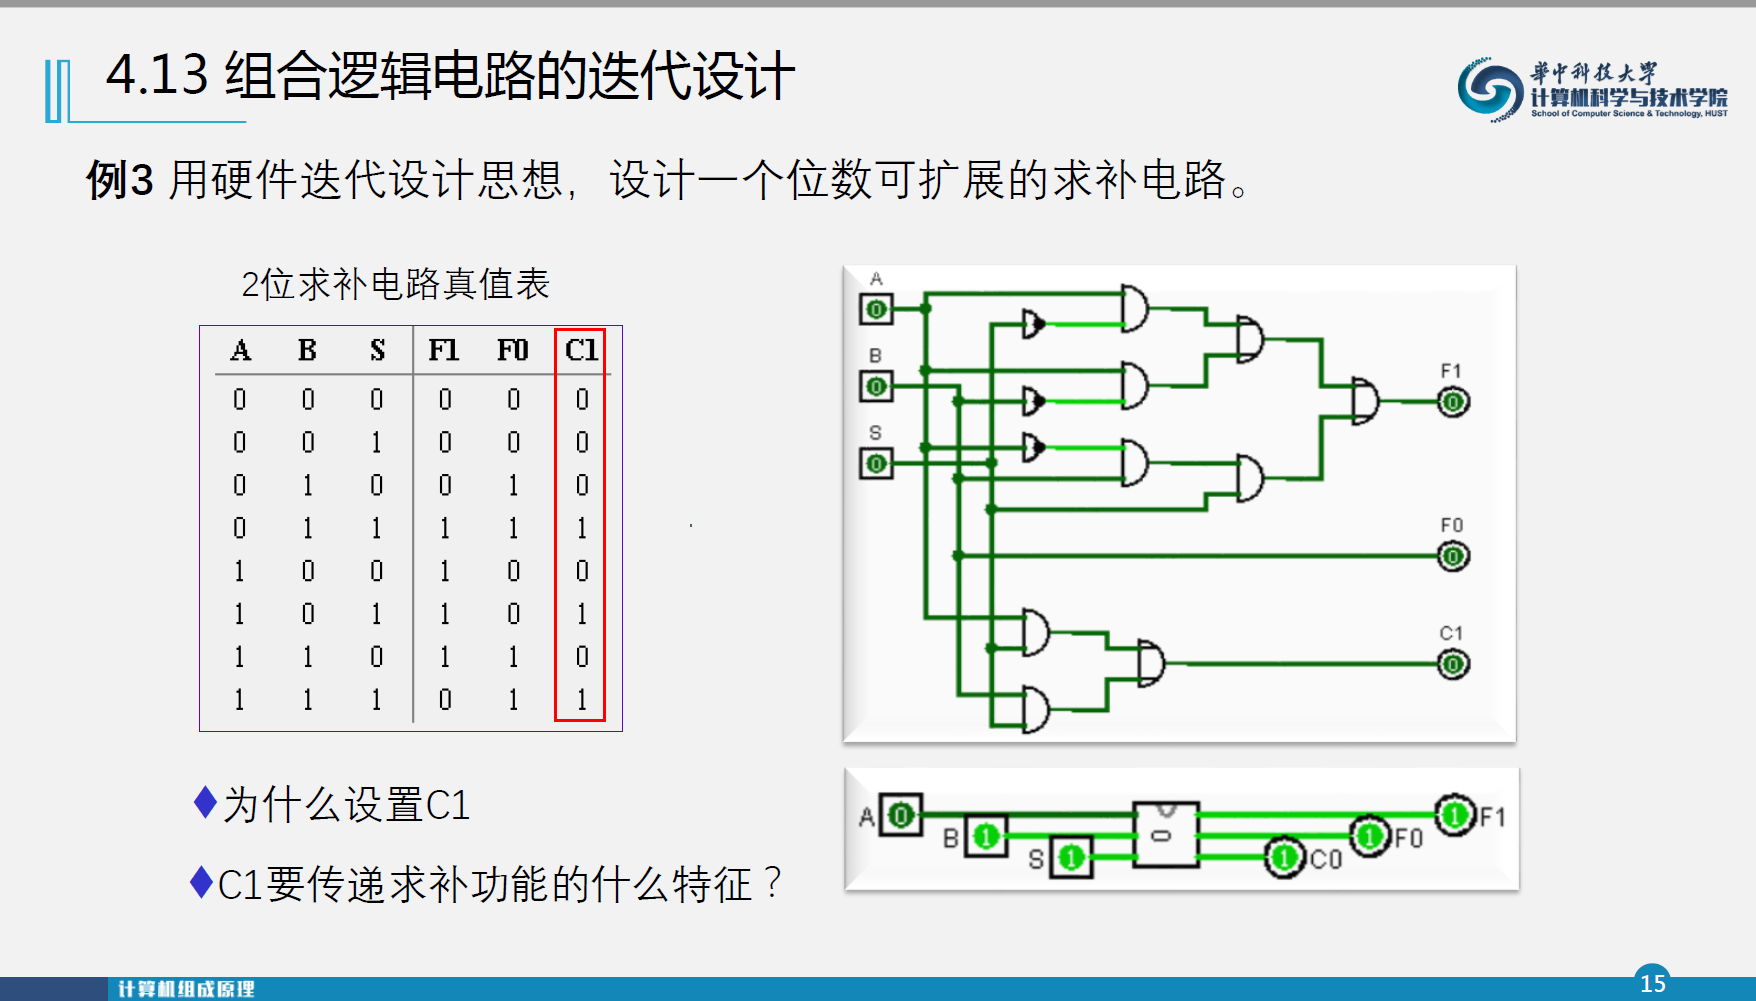 4.13 组合逻辑电路的迭代设计
華中科技大學
计算机科学与技术学院
School of Computer Science & Technology, HUST
例3 用硬件迭代设计思想，设计一个位数可扩展的求补电路。
2位求补电路真值表
A B S F1 F0 C1
0 0 0 0 0 0
0 0 1 0 0 0
0 1 0 0 1 0
0 1 1 1 1 1
1 0 0 1 0 0
1 0 1 1 0 1
1 1 0 1 1 0
1 1 1 0 1 1
A
0
B
0
S
0
F1
0
F0
0
C1
0
A 0
B 1
S 1
0
1 F1
1 F0
1 C0
为什么设置C1
C1要传递求补功能的什么特征？
计算机组成原理
15